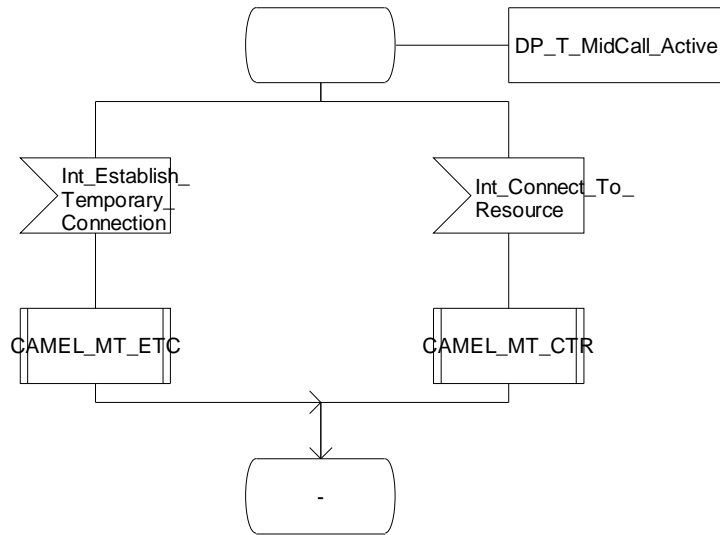 DP_T_MidCall_Active
Int_Establish_
Temporary_
Connection
Int_Connect_To_
Resource
CAMEL_MT_ETC
CAMEL_MT_CTR
-